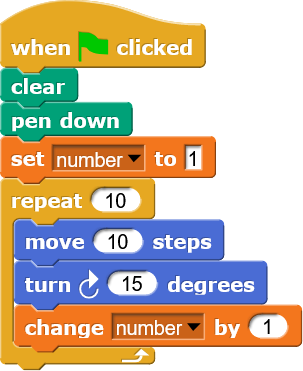 when clicked
clear
pen down
set number to 1
repeat 10
move 10 steps
turn 15 degrees
change number by 1